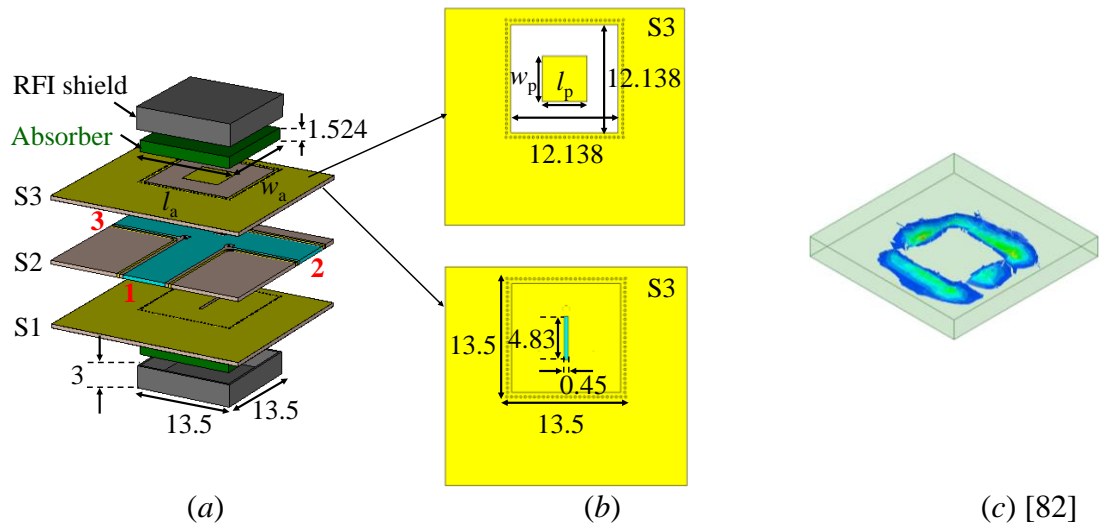 RFI shield
Absorber
1.524
S3
l_a
w_a
3
S2
2
1
S1
3
13.5
13.5
S3
w_p
l_p
12.138
12.138
S3
13.5
4.83
0.45
13.5
(a)
(b)
(c) [82]